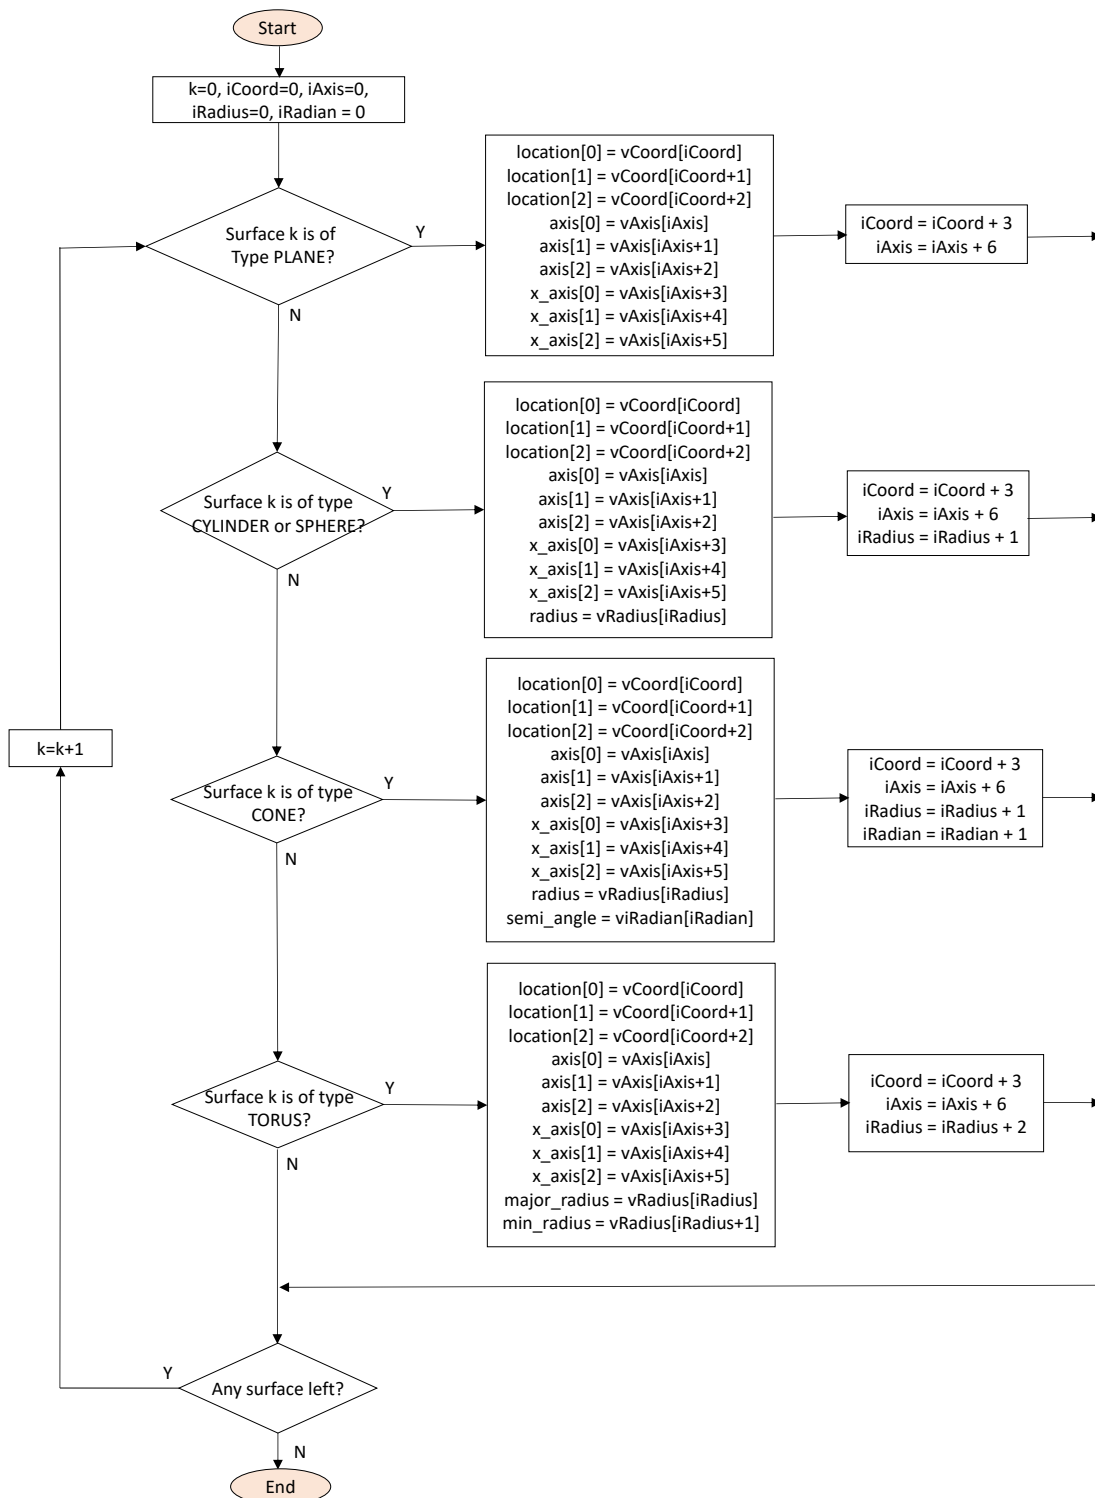 Start
k=0, iCoord=0, iAxis=0,
iRadius=0, iRadian = 0
Surface k is of
Type PLANE?
Y
N
location[0] = vCoord[iCoord]
location[1] = vCoord[iCoord+1]
location[2] = vCoord[iCoord+2]
axis[0] = vAxis[iAxis]
axis[1] = vAxis[iAxis+1]
axis[2] = vAxis[iAxis+2]
x_axis[0] = vAxis[iAxis+3]
x_axis[1] = vAxis[iAxis+4]
x_axis[2] = vAxis[iAxis+5]
iCoord = iCoord + 3
iAxis = iAxis + 6
Surface k is of type
CYLINDER or SPHERE?
Y
N
location[0] = vCoord[iCoord]
location[1] = vCoord[iCoord+1]
location[2] = vCoord[iCoord+2]
axis[0] = vAxis[iAxis]
axis[1] = vAxis[iAxis+1]
axis[2] = vAxis[iAxis+2]
x_axis[0] = vAxis[iAxis+3]
x_axis[1] = vAxis[iAxis+4]
x_axis[2] = vAxis[iAxis+5]
radius = vRadius[iRadius]
iCoord = iCoord + 3
iAxis = iAxis + 6
iRadius = iRadius + 1
k=k+1
Surface k is of type
CONE?
Y
N
location[0] = vCoord[iCoord]
location[1] = vCoord[iCoord+1]
location[2] = vCoord[iCoord+2]
axis[0] = vAxis[iAxis]
axis[1] = vAxis[iAxis+1]
axis[2] = vAxis[iAxis+2]
x_axis[0] = vAxis[iAxis+3]
x_axis[1] = vAxis[iAxis+4]
x_axis[2] = vAxis[iAxis+5]
radius = vRadius[iRadius]
semi_angle = viRadian[iRadian]
iCoord = iCoord + 3
iAxis = iAxis + 6
iRadius = iRadius + 1
iRadian = iRadian + 1
Surface k is of type
TORUS?
Y
N
location[0] = vCoord[iCoord]
location[1] = vCoord[iCoord+1]
location[2] = vCoord[iCoord+2]
axis[0] = vAxis[iAxis]
axis[1] = vAxis[iAxis+1]
axis[2] = vAxis[iAxis+2]
x_axis[0] = vAxis[iAxis+3]
x_axis[1] = vAxis[iAxis+4]
x_axis[2] = vAxis[iAxis+5]
major_radius = vRadius[iRadius]
min_radius = vRadius[iRadius+1]
iCoord = iCoord + 3
iAxis = iAxis + 6
iRadius = iRadius + 2
Y
Any surface left?
N
End